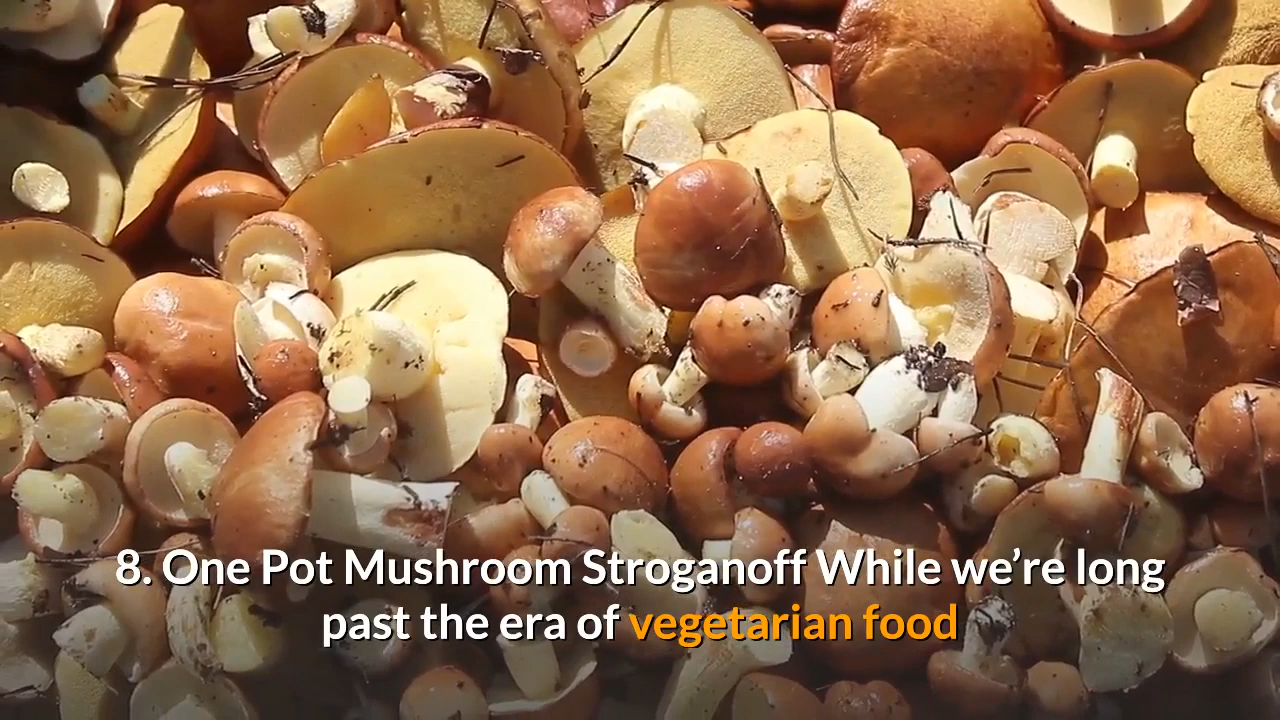 8. One Pot Mushroom Stroganoff While we’re long
past the era of vegetarian food